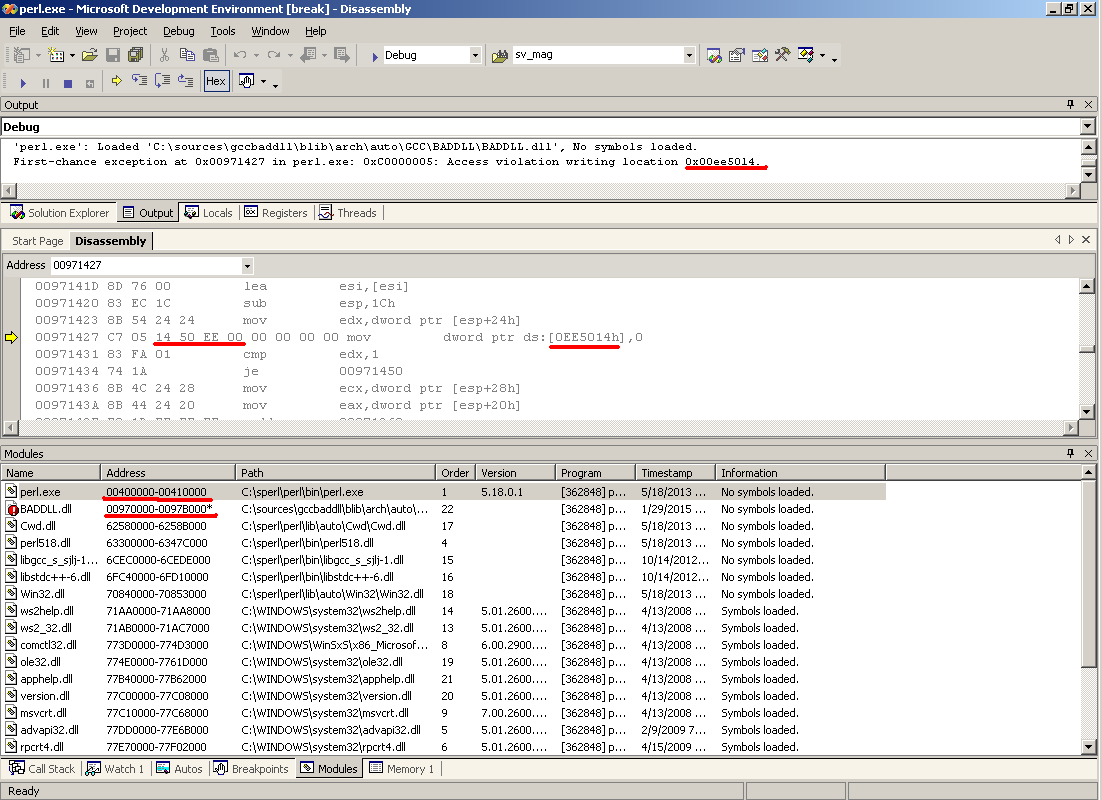 perl.exe - Microsoft Development Environment [break] - Disassembly
File Edit View Project Debug Tools Window Help
Debug sv_mag
Hex
Output
Debug
'perl.exe': Loaded 'C:\sources\gccbaddll\blib\arch\auto\GCC\BADDLL\BADDLL.dll', No symbols loaded.
First-chance exception at 0x00971427 in perl.exe: 0xC0000005: Access violation writing location 0x00ee5014.
Solution Explorer Output Locals Registers Threads
Start Page Disassembly
Address 00971427
0097141D 8D 76 00 lea esi,[esi]
00971420 83 EC 1C sub esp,1Ch
00971423 8B 54 24 24 mov edx,dword ptr [esp+24h]
00971427 C7 05 14 50 EE 00 00 00 00 00 mov dword ptr ds:[0EE5014h],0
00971431 83 FA 01 cmp edx,1
00971434 74 1A je 00971450
00971436 8B 4C 24 28 mov ecx,dword ptr [esp+28h]
0097143A 8B 44 24 20 mov eax,dword ptr [esp+20h]
Modules
Name Address Path Order Version Program Timestamp Information
perl.exe 00400000-00410000 C:\sperl\perl\bin\perl.exe 1 5.18.0.1 [362848] p... 5/18/2013 ... No symbols loaded.
BADDLL.dll 00970000-0097B000* C:\sources\gccbaddll\blib\arch\auto\... 22 [362848] p... 1/29/2015 ... No symbols loaded.
Cwd.dll 62580000-6258B000 C:\sperl\perl\lib\auto\Cwd\Cwd.dll 17 [362848] p... 5/18/2013 ... No symbols loaded.
perl518.dll 63300000-6347C000 C:\sperl\perl\bin\perl518.dll 4 [362848] p... 5/18/2013 ... No symbols loaded.
libgcc_s_sjlj-1... 6CEC0000-6CEDE000 C:\sperl\perl\bin\libgcc_s_sjlj-1.dll 15 [362848] p... 10/14/2012... No symbols loaded.
libstdc++-6.dll 6FC40000-6FD10000 C:\sperl\perl\bin\libstdc++-6.dll 16 [362848] p... 10/14/2012... No symbols loaded.
Win32.dll 70840000-70853000 C:\sperl\perl\lib\auto\Win32\Win32.dll 18 [362848] p... 5/18/2013 ... No symbols loaded.
ws2help.dll 71AA0000-71AA8000 C:\WINDOWS\system32\ws2help.dll 14 5.01.2600.... [362848] p... 4/13/2008 ... Symbols loaded.
ws2_32.dll 71AB0000-71AC7000 C:\WINDOWS\system32\ws2_32.dll 13 5.01.2600.... [362848] p... 4/13/2008 ... Symbols loaded.
comctl32.dll 773D0000-774D3000 C:\WINDOWS\WinSxS\x86_Microsof... 8 6.00.2900.... [362848] p... 4/13/2008 ... Symbols loaded.
ole32.dll 774E0000-7761D000 C:\WINDOWS\system32\ole32.dll 19 5.01.2600.... [362848] p... 4/13/2008 ... Symbols loaded.
apphelp.dll 77B40000-77B62000 C:\WINDOWS\system32\apphelp.dll 21 5.01.2600.... [362848] p... 4/13/2008 ... Symbols loaded.
version.dll 77C00000-77C08000 C:\WINDOWS\system32\version.dll 20 5.01.2600.... [362848] p... 4/13/2008 ... Symbols loaded.
msvcrt.dll 77C10000-77C68000 C:\WINDOWS\system32\msvcrt.dll 9 7.00.2600.... [362848] p... 4/13/2008 ... Symbols loaded.
advapi32.dll 77DD0000-77E6B000 C:\WINDOWS\system32\advapi32.dll 5 5.01.2600.... [362848] p... 2/9/2009 7... Symbols loaded.
rpcrt4.dll 77E70000-77F02000 C:\WINDOWS\system32\rpcrt4.dll 6 5.01.2600.... [362848] p... 4/15/2009 ... Symbols loaded.
Call Stack Watch 1 Autos Breakpoints Modules Memory 1
Ready